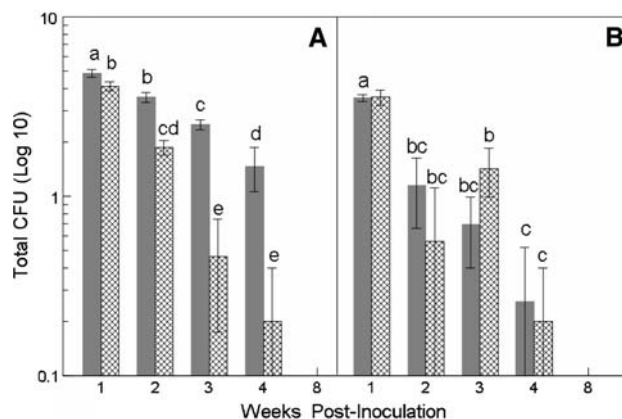 10
A
B
a
b
b
cd
c
e
d
e
a
bc
bc
bc
b
c
c
1
0.1
Total CFU (Log 10)
1 2 3 4 8 1 2 3 4 8
Weeks Post-Inoculation